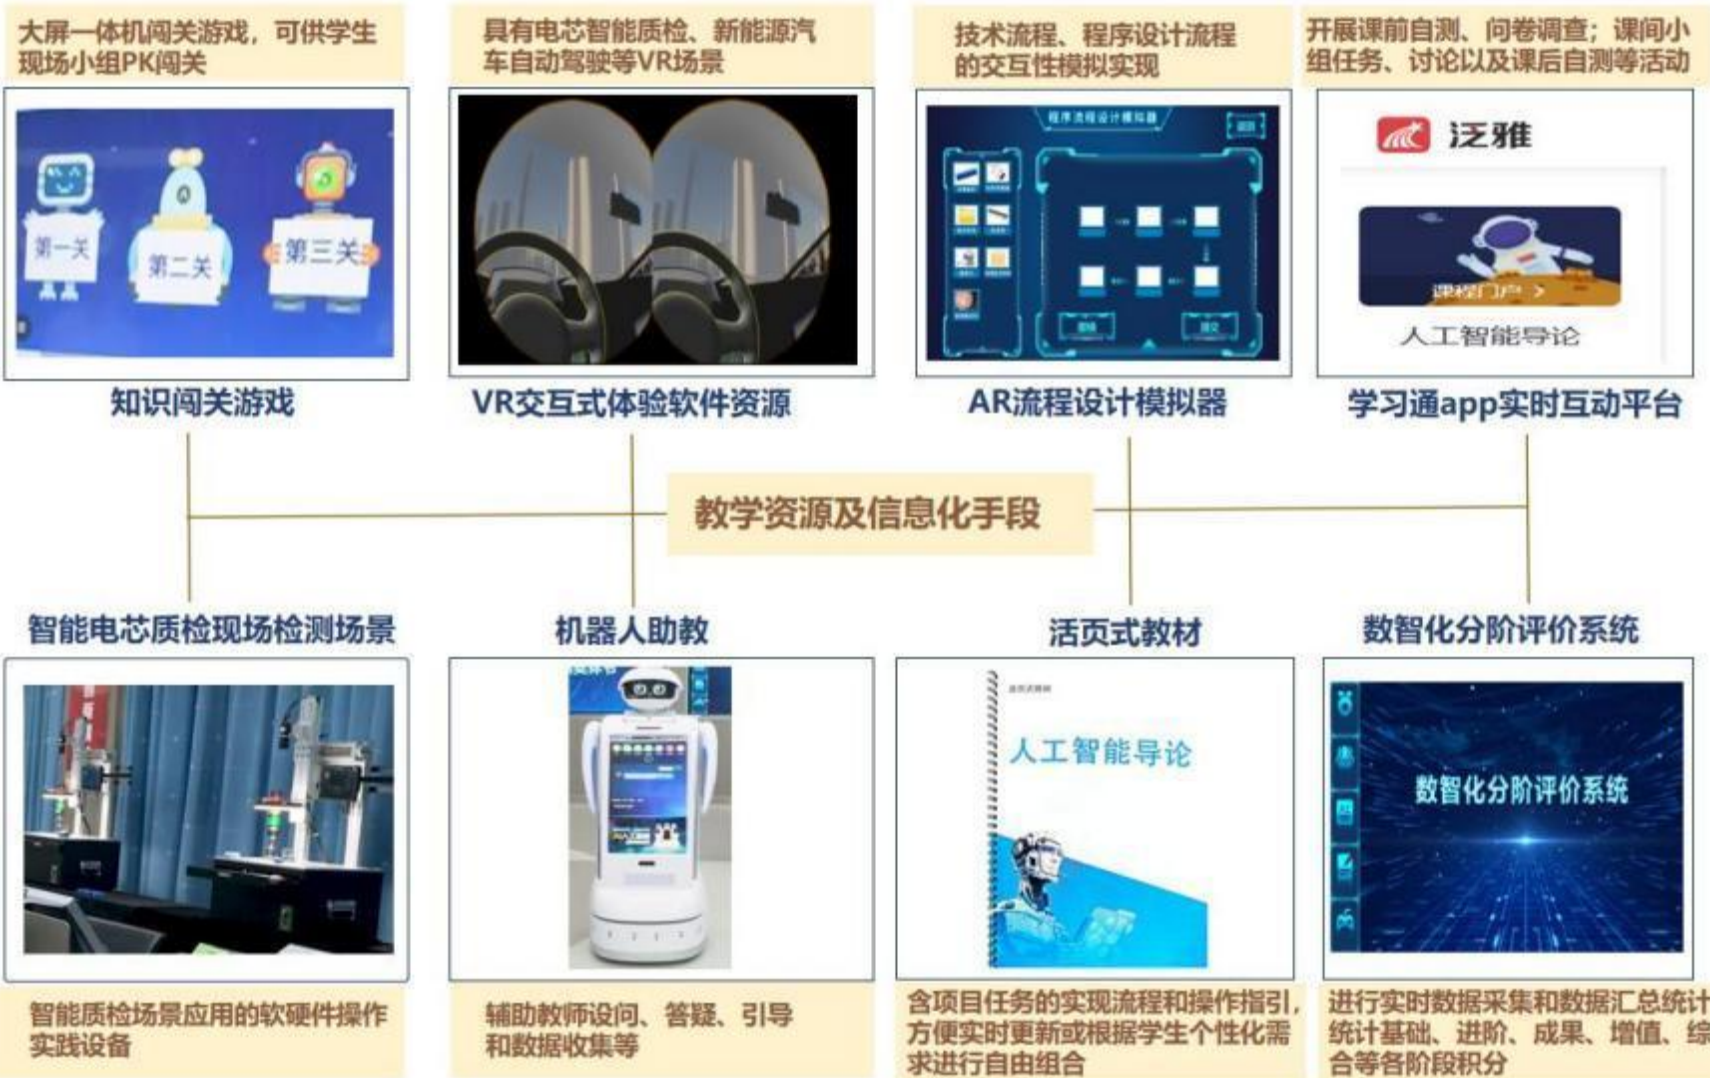 大屏一体机闯关游戏，可供学生
现场小组PK闯关
具有电芯智能质检、新能源汽
车自动驾驶等VR场景
技术流程、程序设计流程
的交互性模拟实现
开展课前自测、问卷调查；课间小
组任务、讨论以及课后自测等活动
第一关
第二关
第三关
程序流程设计模拟器
返回
提交
泛雅
课程门户 >
人工智能导论
知识闯关游戏
VR交互式体验软件资源
AR流程设计模拟器
学习通app实时互动平台
教学资源及信息化手段
智能电芯质检现场检测场景
机器人助教
活页式教材
数智化分阶评价系统
活页式教材
人工智能导论
数智化分阶评价系统
智能质检场景应用的软硬件操作
实践设备
辅助教师设问、答疑、引导
和数据收集等
含项目任务的实现流程和操作指引，
方便实时更新或根据学生个性化需
求进行自由组合
进行实时数据采集和数据汇总统计
统计基础、进阶、成果、增值、综
合等各阶段积分